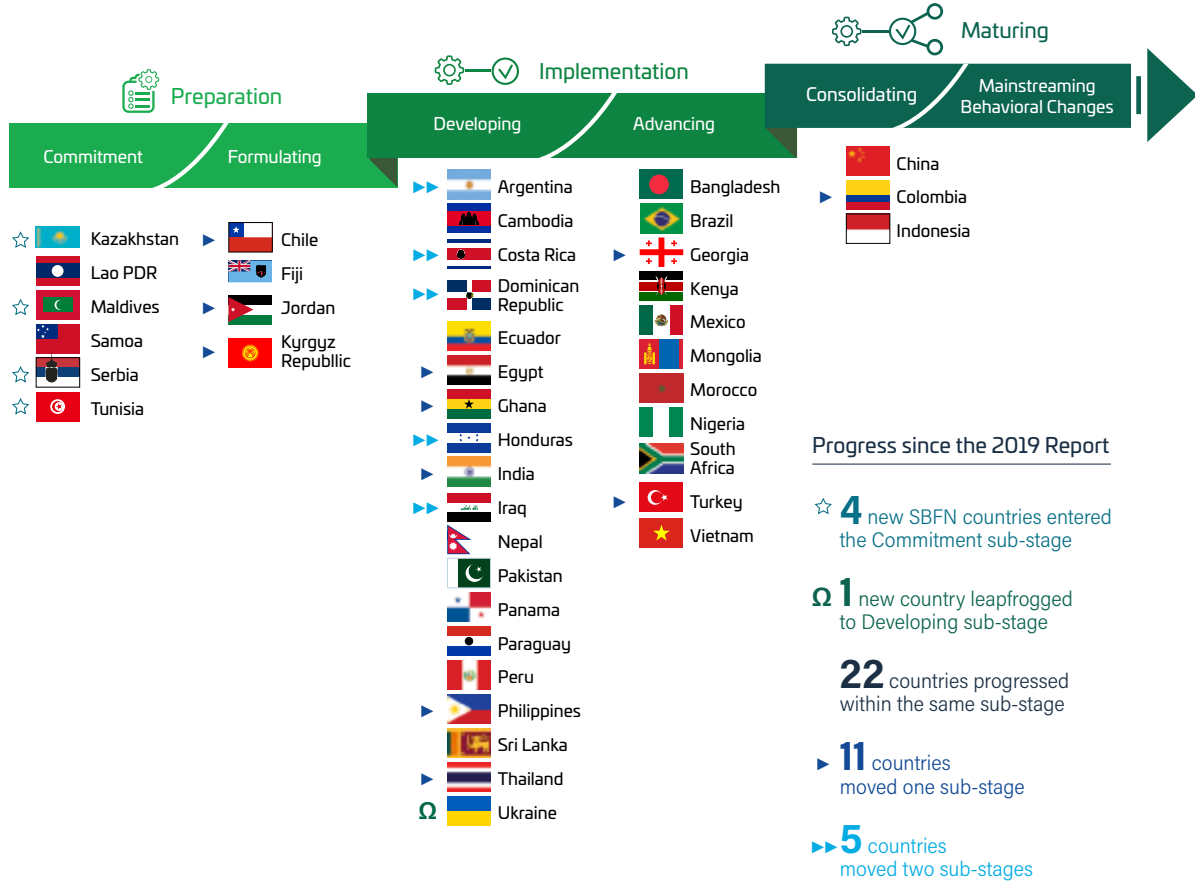 Preparation
Implementation
Maturing
Commitment
Formulating
Developing
Advancing
Consolidating
Mainstreaming
Behavioral Changes
Kazakhstan
Lao PDR
Maldives
Samoa
Serbia
Tunisia
Chile
Fiji
Jordan
Kyrgyz
Republlic
Argentina
Cambodia
Costa Rica
Dominican
Republic
Ecuador
Egypt
Ghana
Honduras
India
Iraq
Nepal
Pakistan
Panama
Paraguay
Peru
Philippines
Sri Lanka
Thailand
Ω Ukraine
Bangladesh
Brazil
Georgia
Kenya
Mexico
Mongolia
Morocco
Nigeria
South
Africa
Turkey
Vietnam
China
Colombia
Indonesia
Progress since the 2019 Report
4 new SBFN countries entered
the Commitment sub-stage
Ω 1 new country leapfrogged
to Developing sub-stage
22 countries progressed
within the same sub-stage
11 countries
moved one sub-stage
5 countries
moved two sub-stages